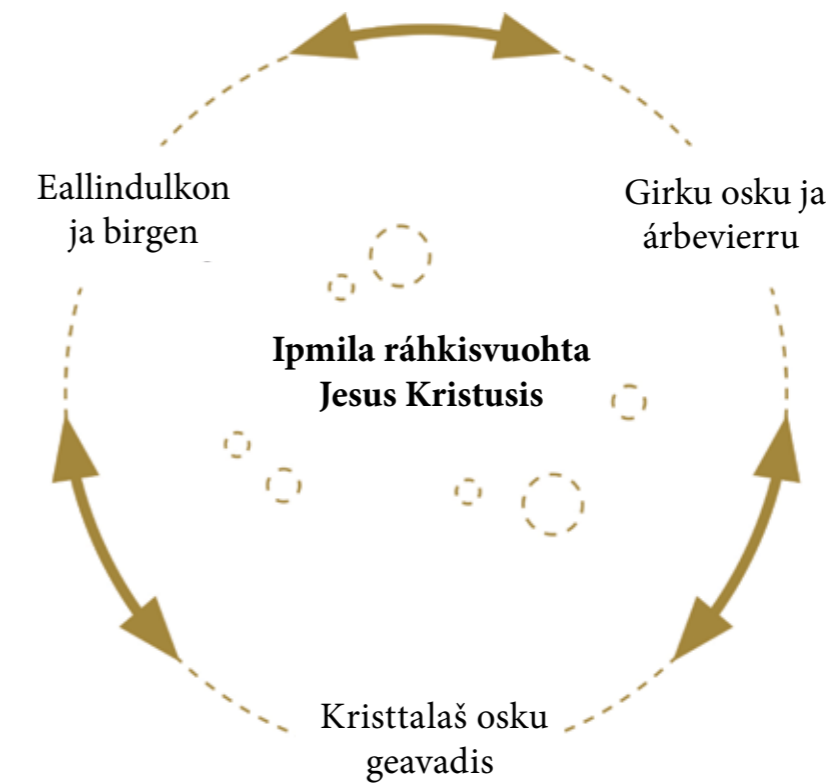 Eallindulkon
ja birgen
Girku osku ja
árbevierru
Ipmila ráhkisvuohta
Jesus Kristusis
Kristtalaš osku
geavadis